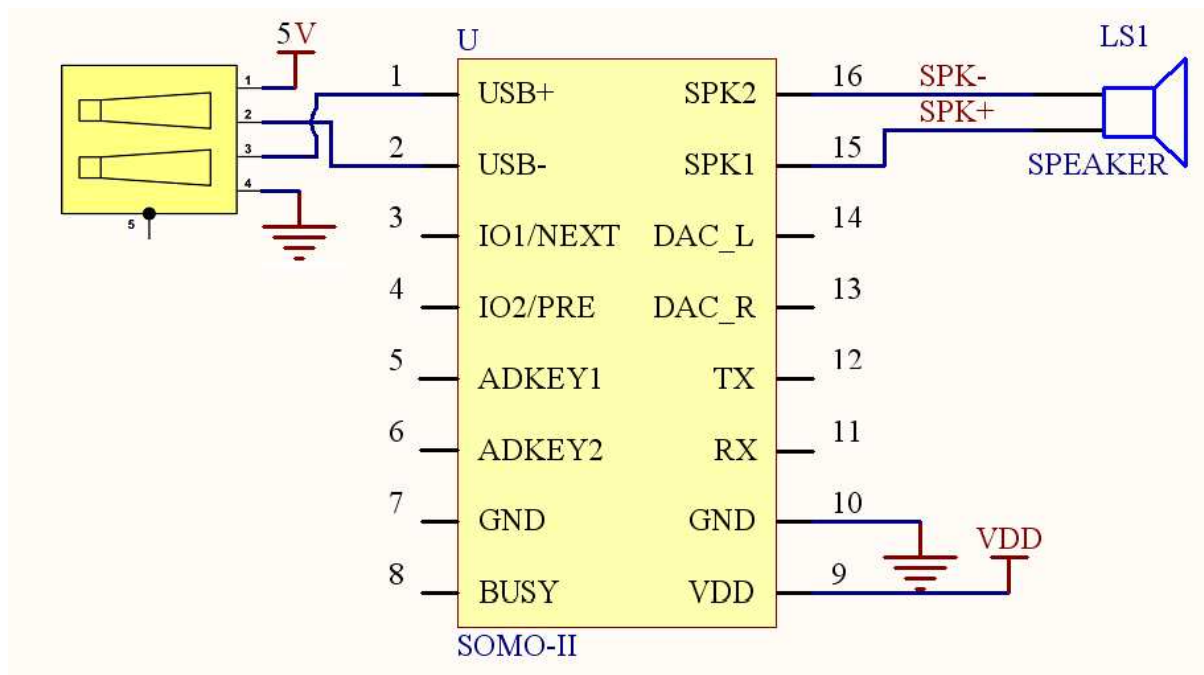 5V
1
2
3
4
5
U
1 USB+ SPK2 16 SPK-
2 USB- SPK1 15 SPK+
3 IO1/NEXT DAC_L 14
4 IO2/PRE DAC_R 13
5 ADKEY1 TX 12
6 ADKEY2 RX 11
7 GND GND 10
8 BUSY VDD 9
VDD
SOMO-II
LS1
SPEAKER